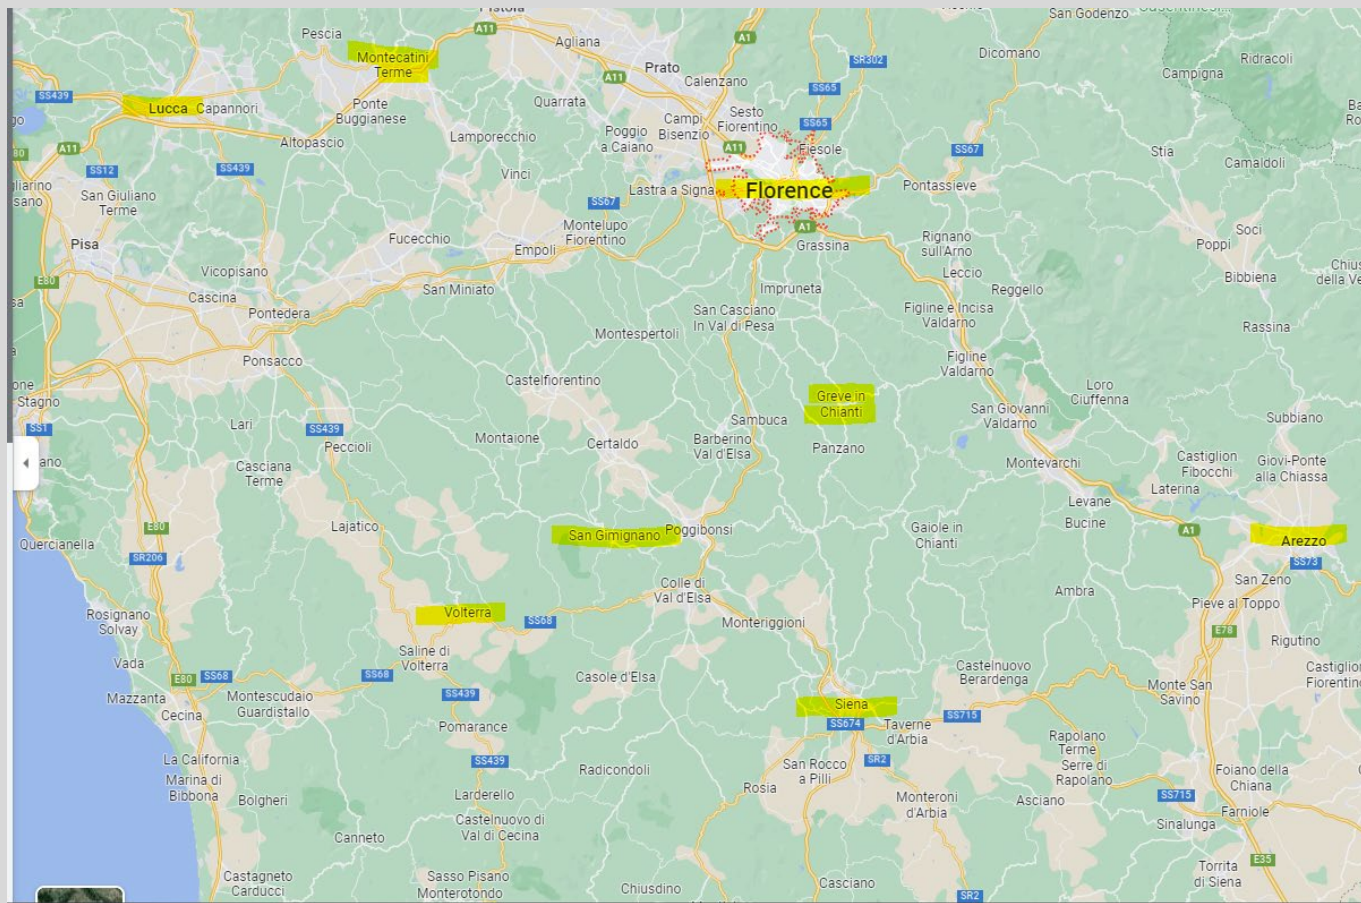 Pistoia
San Godenzo
Pescia
A11
Agliana
A1
Dicomano
Ridracoli
Montecatini
Terme
Prato
SR302
Campigna
A11
Calenzano
SS65
SS439
Lucca
Capannori
Ponte
Buggianese
Quarrata
Campi
Bisenzio
Sesto
Fiorentino
SS65
Altopascio
Lamporecchio
Poggio
a Caiano
A11
Fiesole
SS67
Stia
Camaldoli
A11
SS12
SS439
Vinci
Lastra a Signa
Florence
Pontassieve
San Giuliano
Terme
SS67
Montelupo
Fiorentino
A1
Grassina
Rignano
sull'Arno
Soci
Poppi
Pisa
Fucecchio
Empoli
Leccio
Bibbiena
Vicopisano
E80
Cascina
San Miniato
Impruneta
Reggello
Pontedera
San Casciano
In Val di Pesa
Figline e Incisa
Valdarno
Rassina
Montespertoli
Ponsacco
Figline
Valdarno
Castelfiorentino
Loro
Ciuffenna
Stagno
Greve in
Chianti
San Giovanni
Valdarno
Subbiano
SS1
Lari
SS439
Peccioli
Montaione
Certaldo
Sambuca
Barberino
Val d'Elsa
Panzano
Castiglion
Fibocchi
Giovi-Ponte
alla Chiassa
Casciana
Terme
Montevarchi
Laterina
Levane
Bucine
E80
Lajatico
San Gimignano
Poggibonsi
Gaiole in
Chianti
A1
Arezzo
Quercianella
SR206
SS73
Colle di
Val d'Elsa
San Zeno
Ambra
Pieve al Toppo
Rosignano
Solvay
Volterra
SS68
Monteriggioni
E78
Rigutino
Saline di
Volterra
Vada
E80
SS68
SS68
Casole d'Elsa
Castelnuovo
Berardenga
Mazzanta
Montescudaio
Guardistallo
SS439
Monte San
Savino
Cecina
Siena
SS674
Taverne
d'Arbia
SS715
Pomarance
Rapolano
Terme
La California
SS439
Radicondoli
San Rocco
a Pilli
SR2
Serre di
Rapolano
Foiano della
Chiana
Marina di
Bibbona
Bolgheri
Larderello
Rosia
Monteroni
d'Arbia
Asciano
SS715
Farniole
Castelnuovo di
Val di Cecina
Sinalunga
Canneto
E35
Castagneto
Carducci
Sasso Pisano
Monterotondo
Chiusdino
Casciano
SR2
Torrita
di Siena